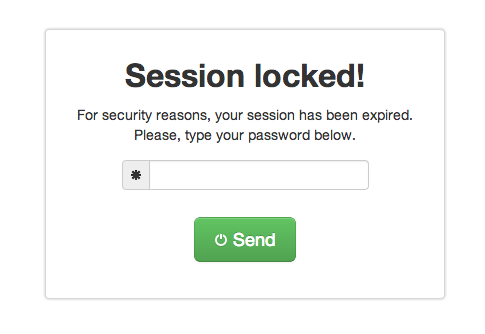 Session locked!
For security reasons, your session has been expired.
Please, type your password below.
Send